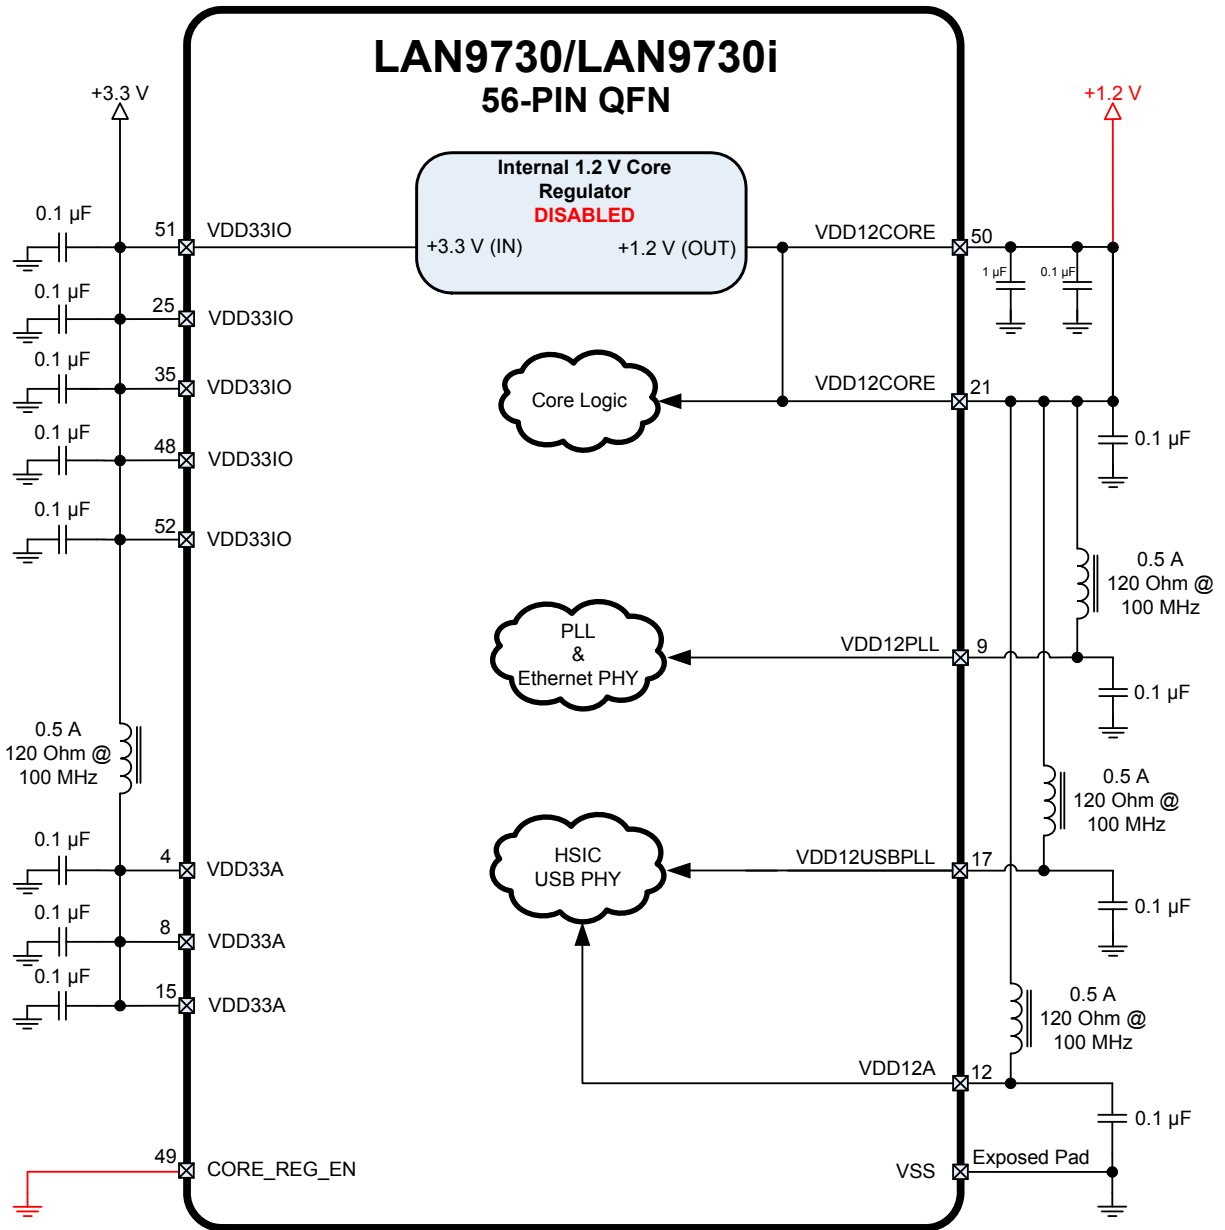 LAN9730/LAN9730i
56-PIN QFN
+3.3 V
+1.2 V
Internal 1.2 V Core
Regulator
DISABLED
+3.3 V (IN)
+1.2 V (OUT)
0.1 µF
51
VDD33IO
VDD12CORE
50
1 µF
0.1 µF
0.1 µF
25
VDD33IO
0.1 µF
35
VDD33IO
Core Logic
VDD12CORE
21
0.1 µF
0.1 µF
48
VDD33IO
0.1 µF
52
VDD33IO
0.5 A
120 Ohm @
100 MHz
PLL
&
Ethernet PHY
VDD12PLL
9
0.1 µF
0.5 A
120 Ohm @
100 MHz
0.5 A
120 Ohm @
100 MHz
0.1 µF
4
VDD33A
HSIC
USB PHY
VDD12USBPLL
17
0.1 µF
0.1 µF
8
VDD33A
0.1 µF
15
VDD33A
0.5 A
120 Ohm @
100 MHz
VDD12A
12
0.1 µF
49
CORE_REG_EN
VSS
Exposed Pad